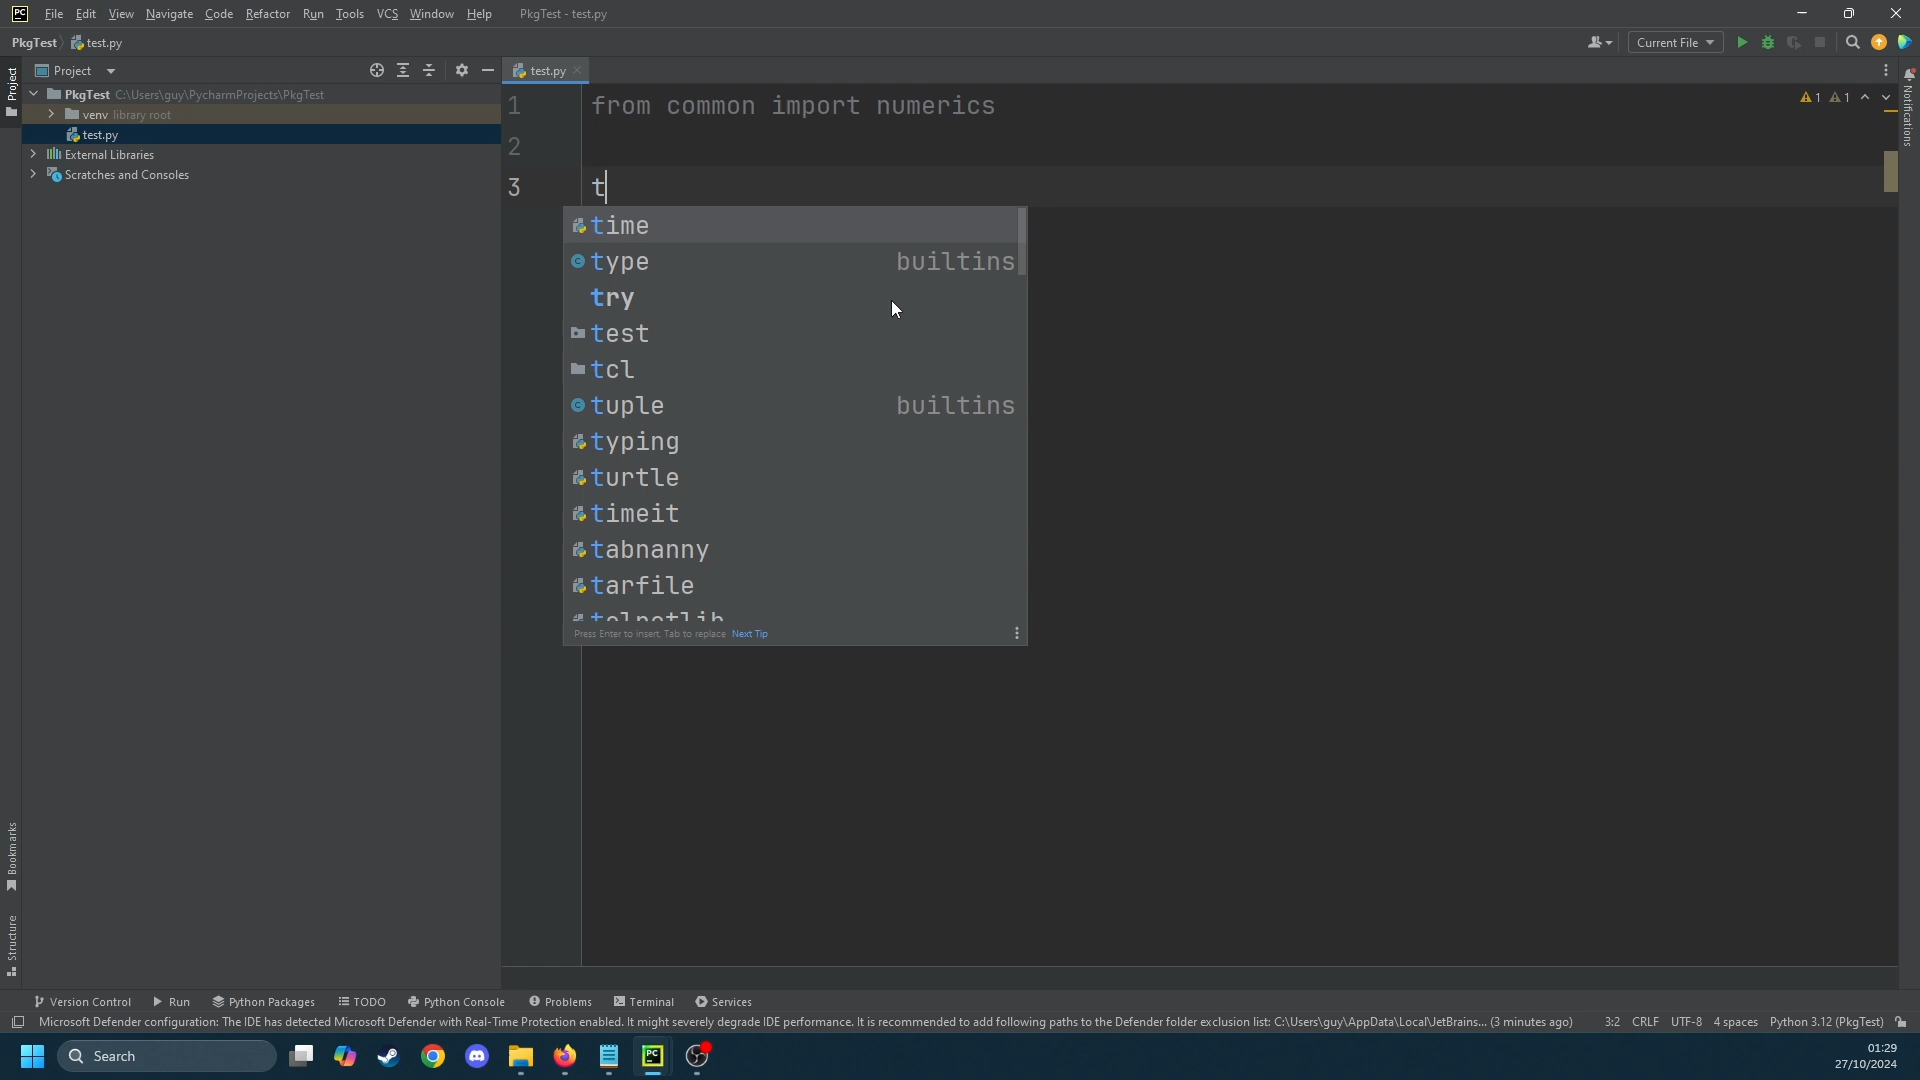 PC File Edit View Navigate Code Refactor Run Tools VCS Window Help PkgTest - test.py
PkgTest test.py Current File
Project
Project
test.py
PkgTest C:\Users\guy\PycharmProjects\PkgTest
venv library root
test.py
External Libraries
Scratches and Consoles
1 from common import numerics
1 1
2
3 t
time
type builtins
try
test
tcl
tuple builtins
typing
turtle
timeit
tabnanny
tarfile
telnetlib
Press Enter to insert, Tab to replace Next Tip
Notifications
Bookmarks
Structure
Version Control Run Python Packages TODO Python Console Problems Terminal Services
Microsoft Defender configuration: The IDE has detected Microsoft Defender with Real-Time Protection enabled. It might severely degrade IDE performance. It is recommended to add following paths to the Defender folder exclusion list: C:\Users\guy\AppData\Local\JetBrains... (3 minutes ago) 3:2 CRLF UTF-8 4 spaces Python 3.12 (PkgTest)
Search PC
01:29
27/10/2024